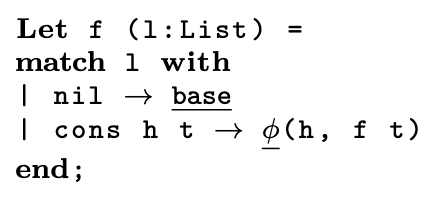 Let f (l:List) =
match l with
| nil → base
| cons h t → ϕ(h, f t)
end;